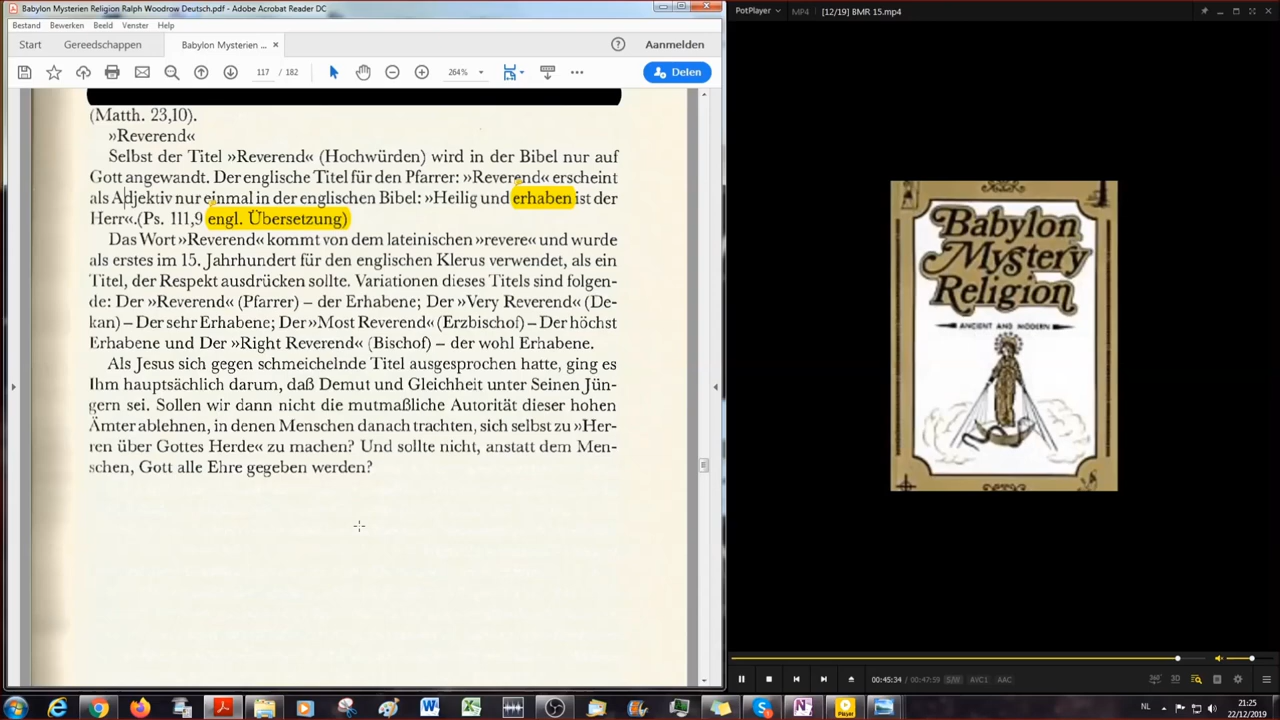 Babylon Mysterien Religion Ralph Woodrow Deutsch.pdf - Adobe Acrobat Reader DC
Bestand Bewerken Beeld Venster Help
Start Gereedschappen Babylon Mysterien ... × Aanmelden
117 / 182 264% Delen
(Matth. 23,10).
»Reverend«
Selbst der Titel »Reverend« (Hochwürden) wird in der Bibel nur auf
Gott angewandt. Der englische Titel für den Pfarrer: »Reverend« erscheint
als Adjektiv nur einmal in der englischen Bibel: »Heilig und erhaben ist der
Herr«.(Ps. 111,9 engl. Übersetzung)
Das Wort »Reverend« kommt von dem lateinischen »revere« und wurde
als erstes im 15. Jahrhundert für den englischen Klerus verwendet, als ein
Titel, der Respekt ausdrücken sollte. Variationen dieses Titels sind folgen-
de: Der »Reverend« (Pfarrer) – der Erhabene; Der »Very Reverend« (De-
kan) – Der sehr Erhabene; Der »Most Reverend« (Erzbischof) – Der höchst
Erhabene und Der »Right Reverend« (Bischof) – der wohl Erhabene.
Als Jesus sich gegen schmeichelnde Titel ausgesprochen hatte, ging es
Ihm hauptsächlich darum, daß Demut und Gleichheit unter Seinen Jün-
gern sei. Sollen wir dann nicht die mutmaßliche Autorität dieser hohen
Ämter ablehnen, in denen Menschen danach trachten, sich selbst zu »Her-
ren über Gottes Herde« zu machen? Und sollte nicht, anstatt dem Men-
schen, Gott alle Ehre gegeben werden?
PotPlayer MP4 [12/19] BMR 15.mp4
Babylon
Mystery
Religion
ANCIENT AND MODERN
00:45:34 / 00:47:59 S/W AVC1 AAC
360° 3D
NL 21:25
22/12/2019